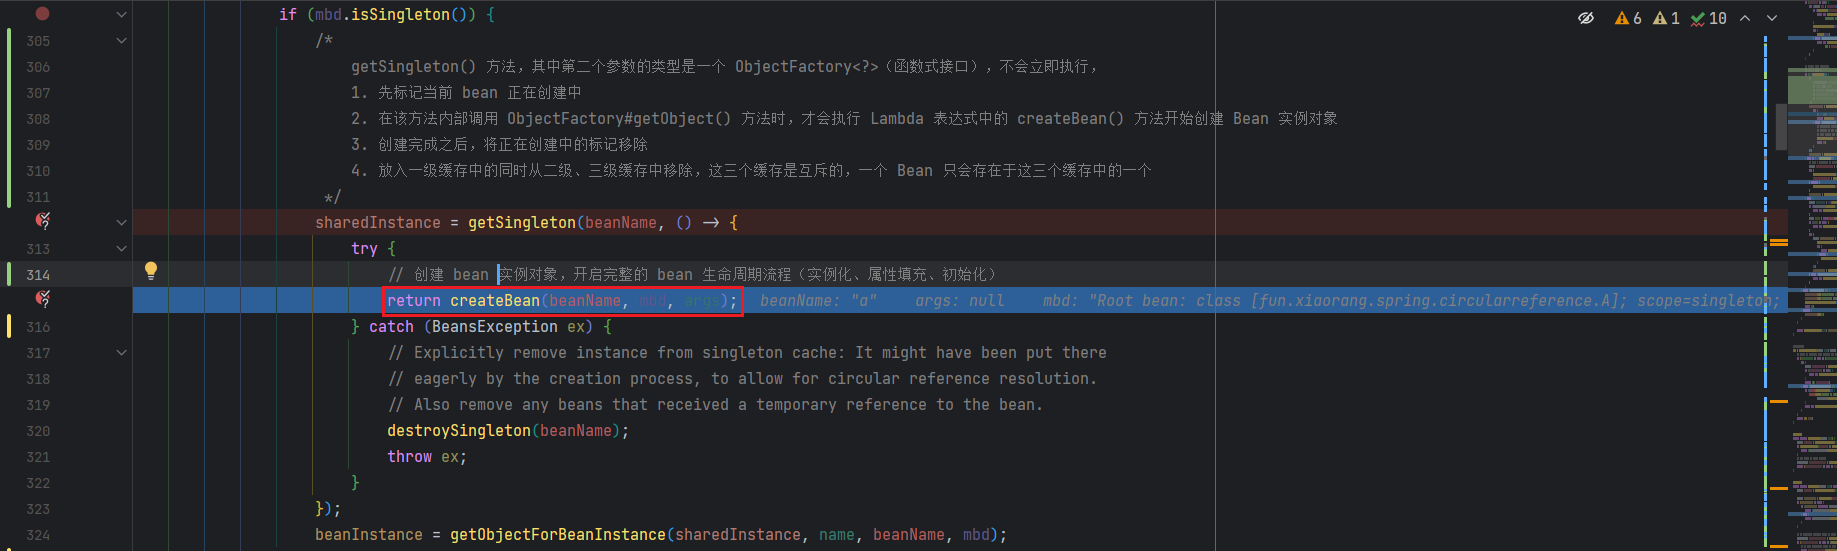 if (mbd.isSingleton()) {
6 1 10
305 /*
306 getSingleton() 方法，其中第二个参数的类型是一个 ObjectFactory<?>（函数式接口），不会立即执行，
307 1. 先标记当前 bean 正在创建中
308 2. 在该方法内部调用 ObjectFactory#getObject() 方法时，才会执行 Lambda 表达式中的 createBean() 方法开始创建 Bean 实例对象
309 3. 创建完成之后，将正在创建中的标记移除
310 4. 放入一级缓存中的同时从二级、三级缓存中移除，这三个缓存是互斥的，一个 Bean 只会存在于这三个缓存中的一个
311 */
sharedInstance = getSingleton(beanName, () -> {
313 try {
314 // 创建 bean 实例对象，开启完整的 bean 生命周期流程（实例化、属性填充、初始化）
return createBean(beanName, mbd, args); beanName: "a" args: null mbd: "Root bean: class [fun.xiaorang.spring.circularreference.A]; scope=singleton;
316 } catch (BeansException ex) {
317 // Explicitly remove instance from singleton cache: It might have been put there
318 // eagerly by the creation process, to allow for circular reference resolution.
319 // Also remove any beans that received a temporary reference to the bean.
320 destroySingleton(beanName);
321 throw ex;
322 }
323 });
324 beanInstance = getObjectForBeanInstance(sharedInstance, name, beanName, mbd);